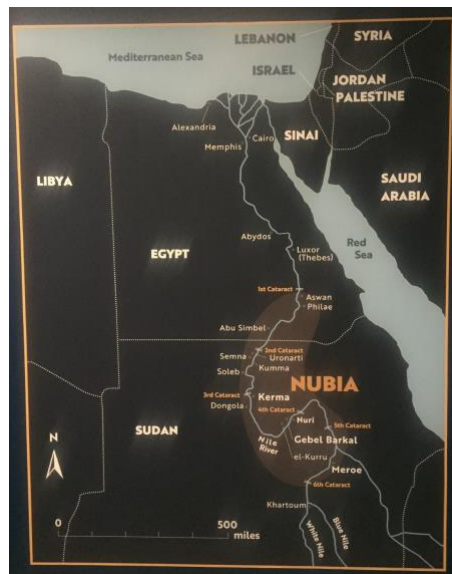 LEBANON
SYRIA
Mediterranean Sea
ISRAEL
JORDAN
PALESTINE
Alexandria
Cairo
SINAI
Memphis
LIBYA
SAUDI
ARABIA
Abydos
Red
Sea
EGYPT
Luxor
(Thebes)
1st Cataract
Aswan
Philae
Abu Simbel
2nd Cataract
Semna
Uronarti
Soleb
Kumma
NUBIA
3rd Cataract
Kerma
Dongola
4th Cataract
Nuri
5th Cataract
SUDAN
Nile
River
Gebel Barkal
el-Kurru
Meroe
N
6th Cataract
Khartoum
0
500
miles
White Nile
Blue Nile